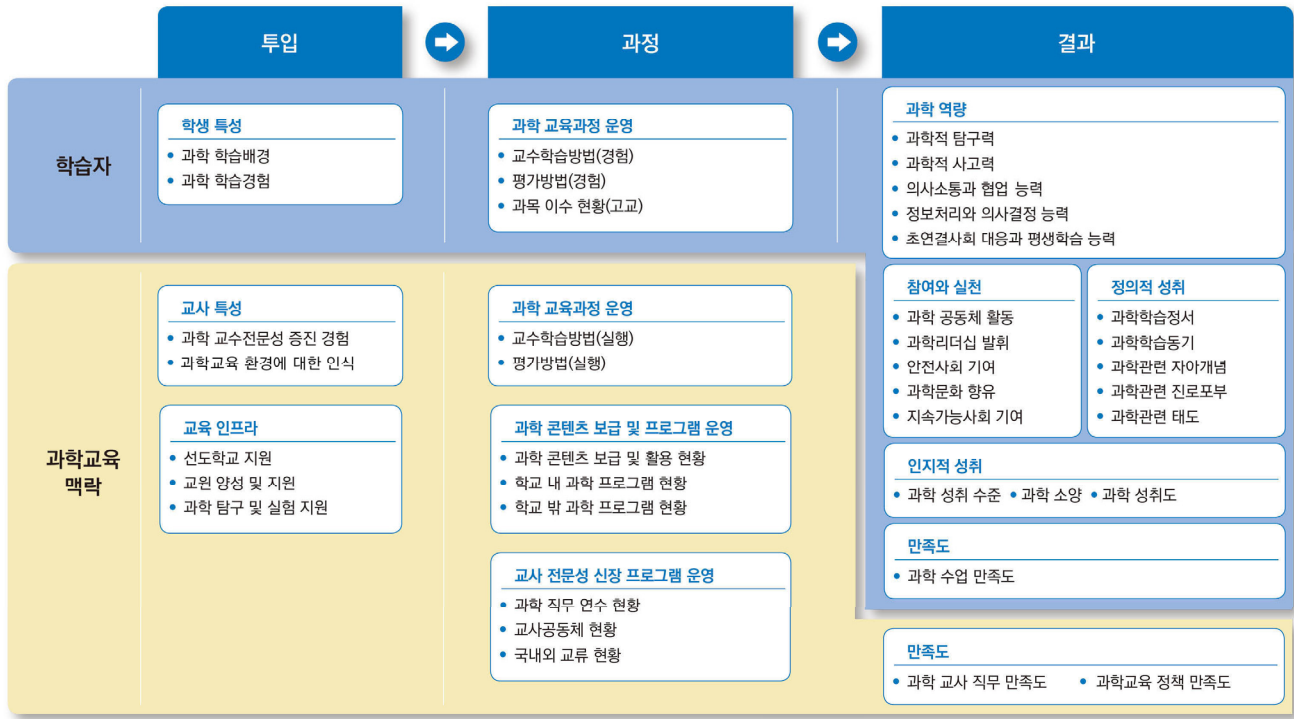 투입
과정
결과
학습자
학생 특성
• 과학 학습배경
• 과학 학습경험
과학 교육과정 운영
• 교수학습방법(경험)
• 평가방법(경험)
• 과목 이수 현황(고교)
과학 역량
• 과학적 탐구력
• 과학적 사고력
• 의사소통과 협업 능력
• 정보처리와 의사결정 능력
• 초연결사회 대응과 평생학습 능력
참여와 실천
• 과학 공동체 활동
• 과학리더십 발휘
• 안전사회 기여
• 과학문화 향유
• 지속가능사회 기여
정의적 성취
• 과학학습정서
• 과학학습동기
• 과학관련 자아개념
• 과학관련 진로포부
• 과학관련 태도
인지적 성취
• 과학 성취 수준 • 과학 소양 • 과학 성취도
만족도
• 과학 수업 만족도
과학교육
맥락
교사 특성
• 과학 교수전문성 증진 경험
• 과학교육 환경에 대한 인식
교육 인프라
• 선도학교 지원
• 교원 양성 및 지원
• 과학 탐구 및 실험 지원
과학 교육과정 운영
• 교수학습방법(실행)
• 평가방법(실행)
과학 콘텐츠 보급 및 프로그램 운영
• 과학 콘텐츠 보급 및 활용 현황
• 학교 내 과학 프로그램 현황
• 학교 밖 과학 프로그램 현황
교사 전문성 신장 프로그램 운영
• 과학 직무 연수 현황
• 교사공동체 현황
• 국내외 교류 현황
만족도
• 과학 교사 직무 만족도 • 과학교육 정책 만족도